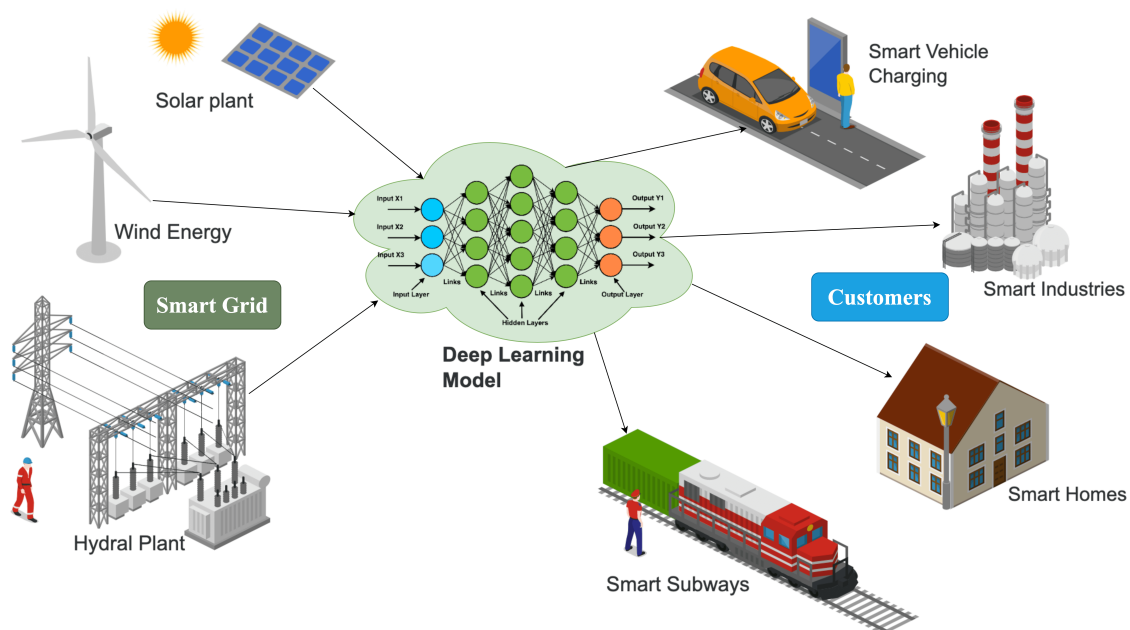 Solar plant
Wind Energy
Smart Grid
Hydral Plant
Input X1
Input X2
Input X3
Input Layer
Links
Links
Links
Links
Hidden Layers
Output Layer
Output Y1
Output Y2
Output Y3
Deep Learning
Model
Smart Vehicle
Charging
Smart Industries
Customers
Smart Homes
Smart Subways